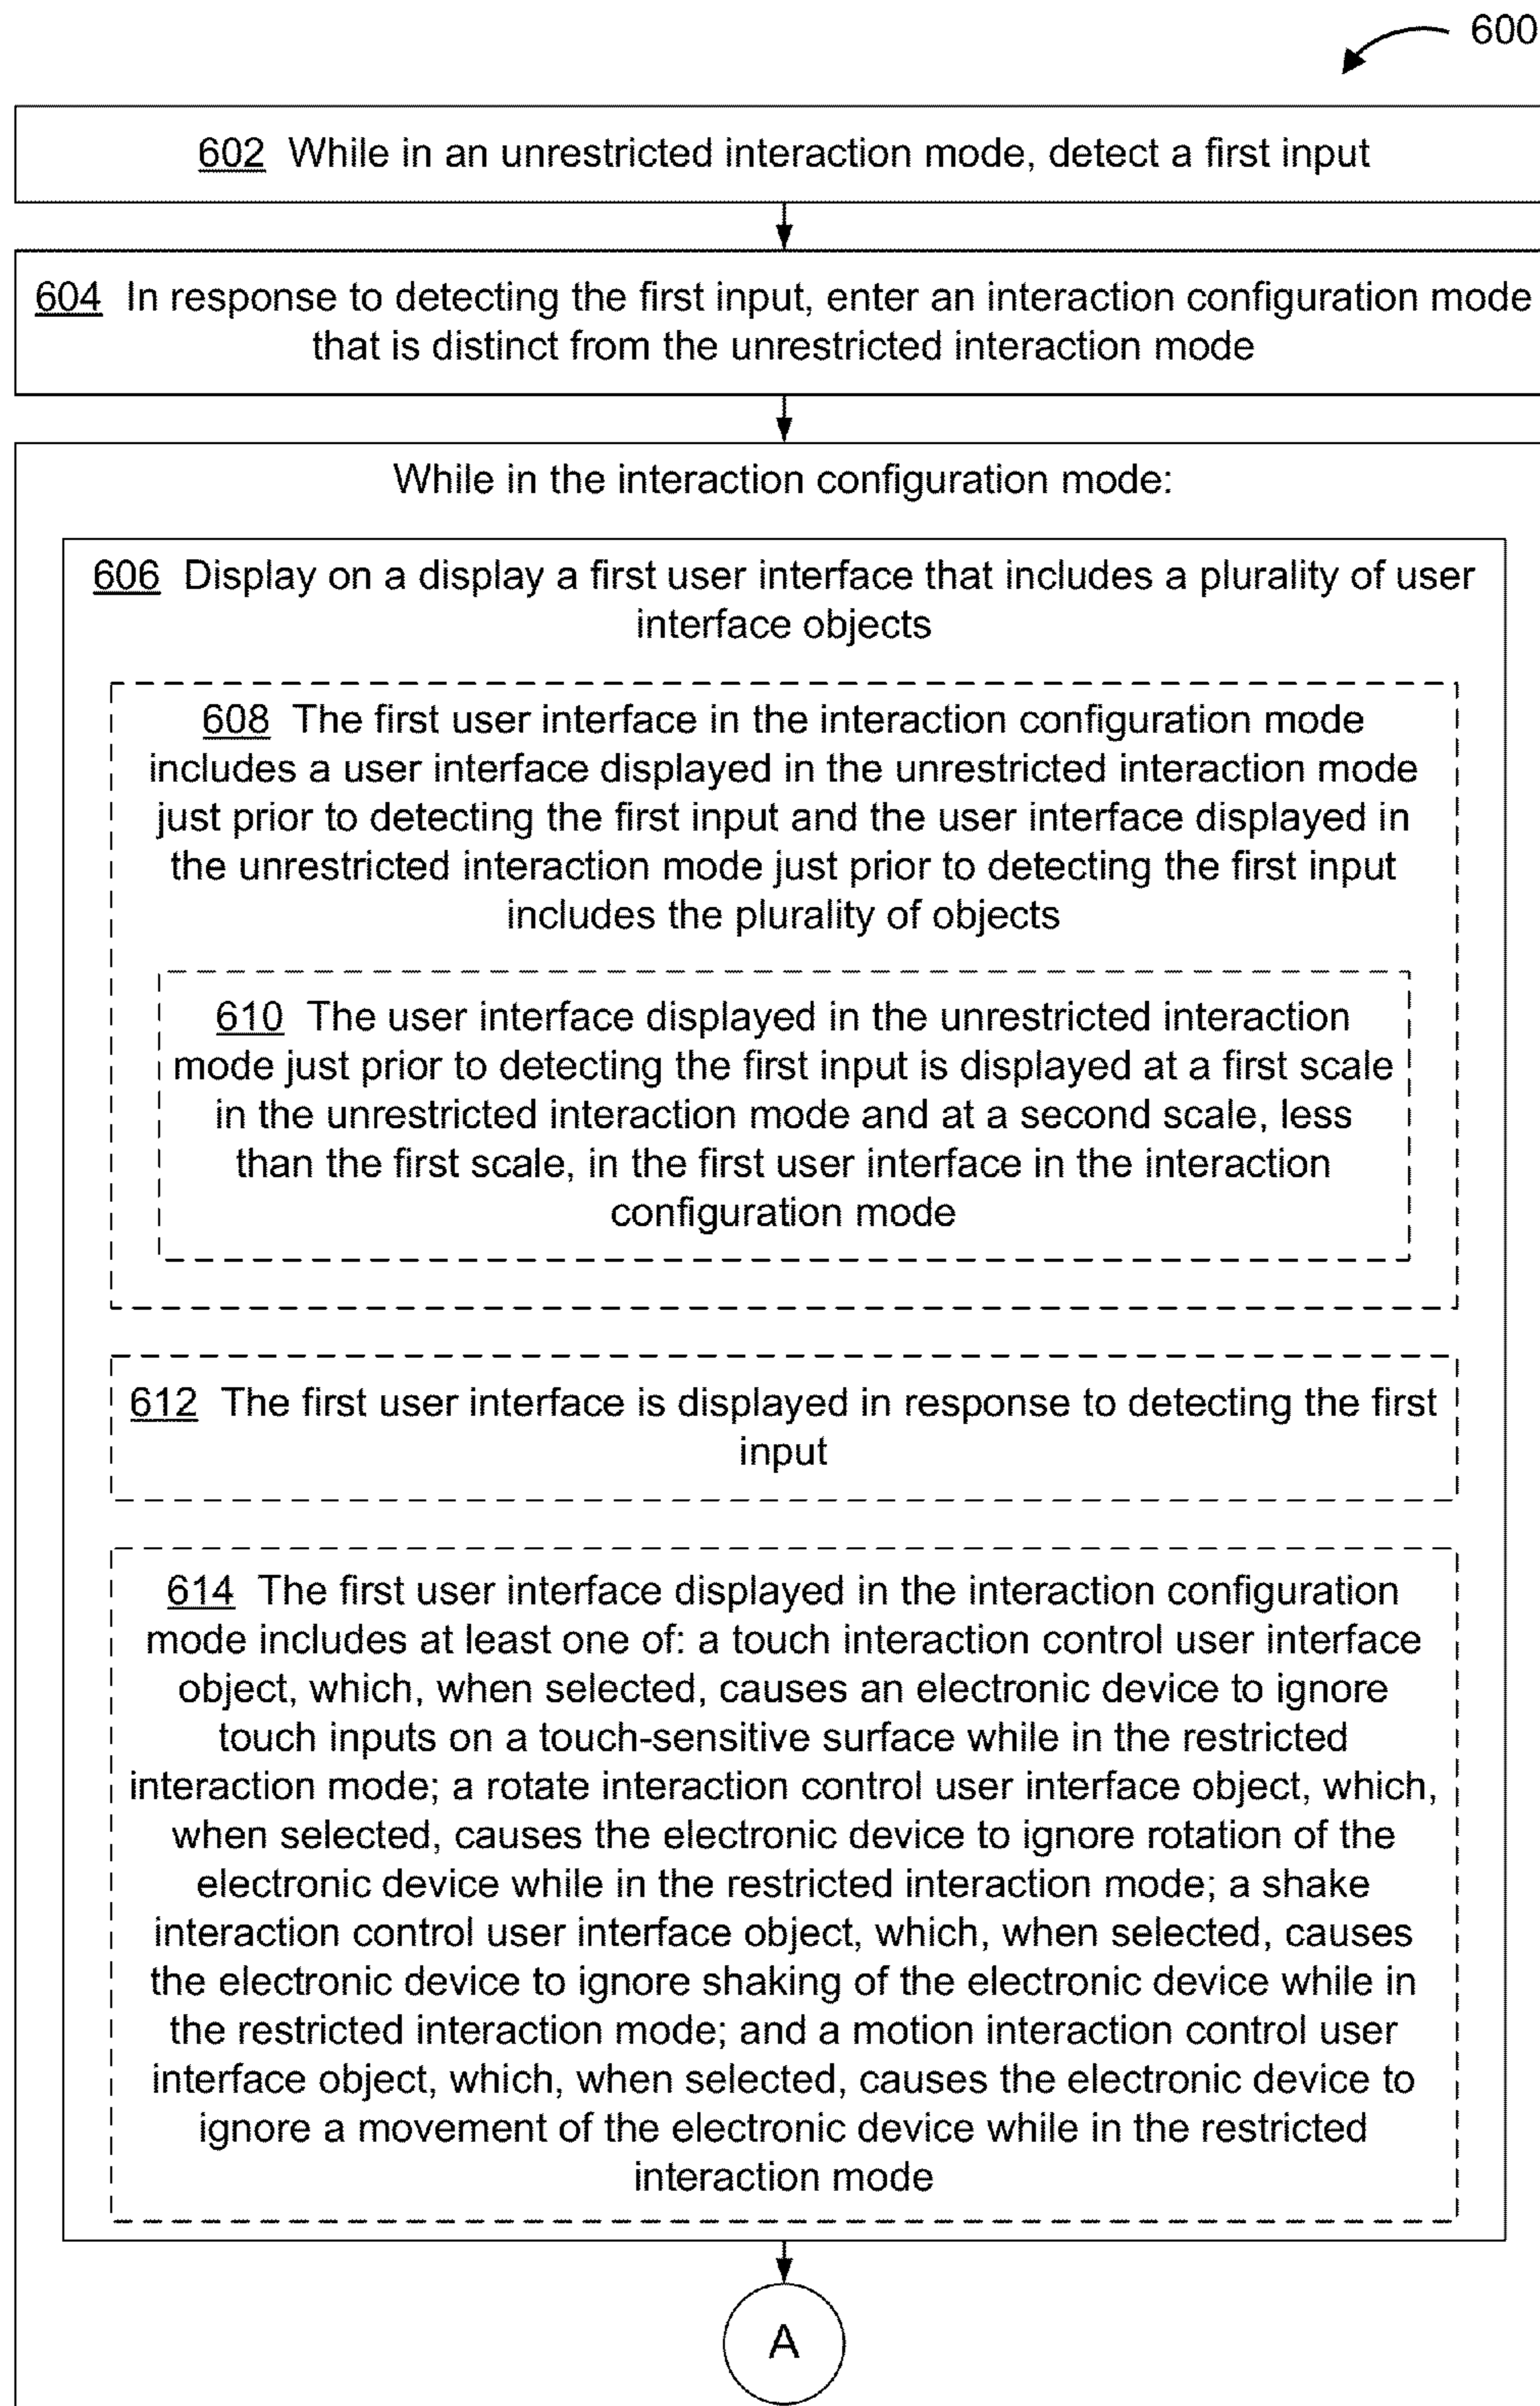 600
602 While in an unrestricted interaction mode, detect a first input
604 In response to detecting the first input, enter an interaction configuration mode
that is distinct from the unrestricted interaction mode
While in the interaction configuration mode:
606 Display on a display a first user interface that includes a plurality of user
interface objects
608 The first user interface in the interaction configuration mode
includes a user interface displayed in the unrestricted interaction mode
just prior to detecting the first input and the user interface displayed in
the unrestricted interaction mode just prior to detecting the first input
includes the plurality of objects
610 The user interface displayed in the unrestricted interaction
mode just prior to detecting the first input is displayed at a first scale
in the unrestricted interaction mode and at a second scale, less
than the first scale, in the first user interface in the interaction
configuration mode
612 The first user interface is displayed in response to detecting the first
input
614 The first user interface displayed in the interaction configuration
mode includes at least one of: a touch interaction control user interface
object, which, when selected, causes an electronic device to ignore
touch inputs on a touch-sensitive surface while in the restricted
interaction mode; a rotate interaction control user interface object, which,
when selected, causes the electronic device to ignore rotation of the
electronic device while in the restricted interaction mode; a shake
interaction control user interface object, which, when selected, causes
the electronic device to ignore shaking of the electronic device while in
the restricted interaction mode; and a motion interaction control user
interface object, which, when selected, causes the electronic device to
ignore a movement of the electronic device while in the restricted
interaction mode
A